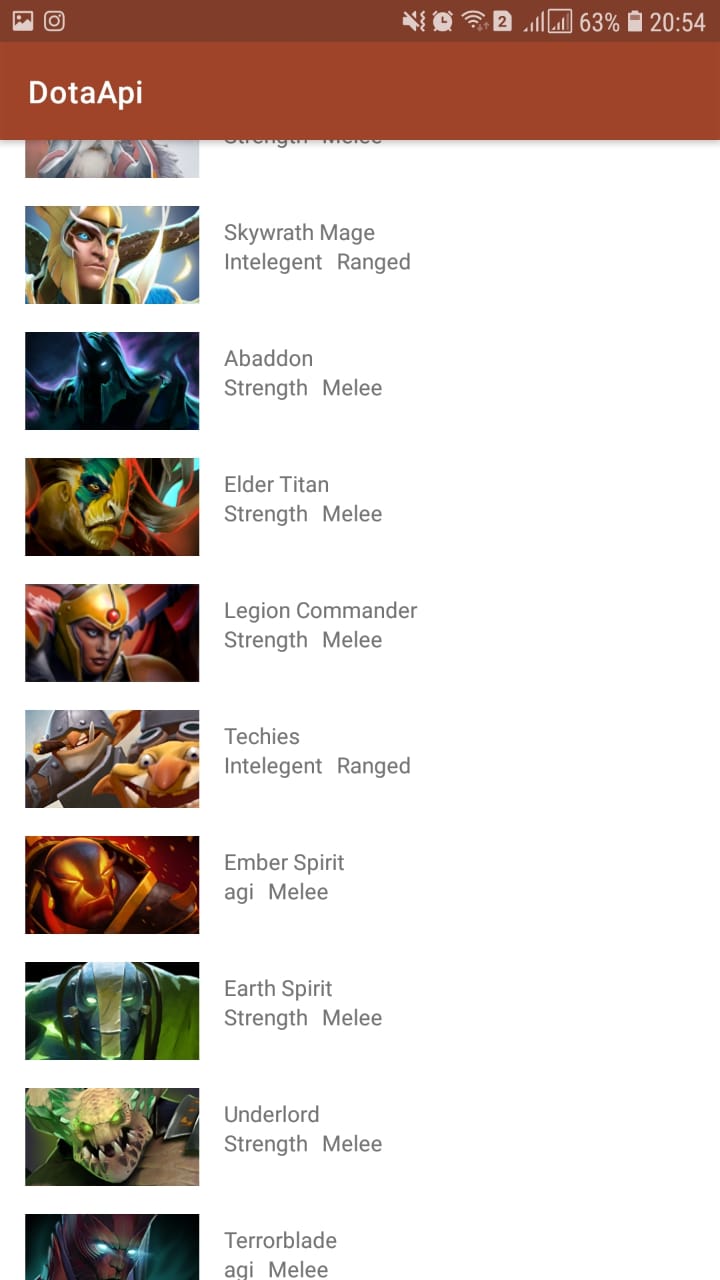 2 63% 20:54
DotaApi
Strength Melee
Skywrath Mage
Intelegent Ranged
Abaddon
Strength Melee
Elder Titan
Strength Melee
Legion Commander
Strength Melee
Techies
Intelegent Ranged
Ember Spirit
agi Melee
Earth Spirit
Strength Melee
Underlord
Strength Melee
Terrorblade
agi Melee